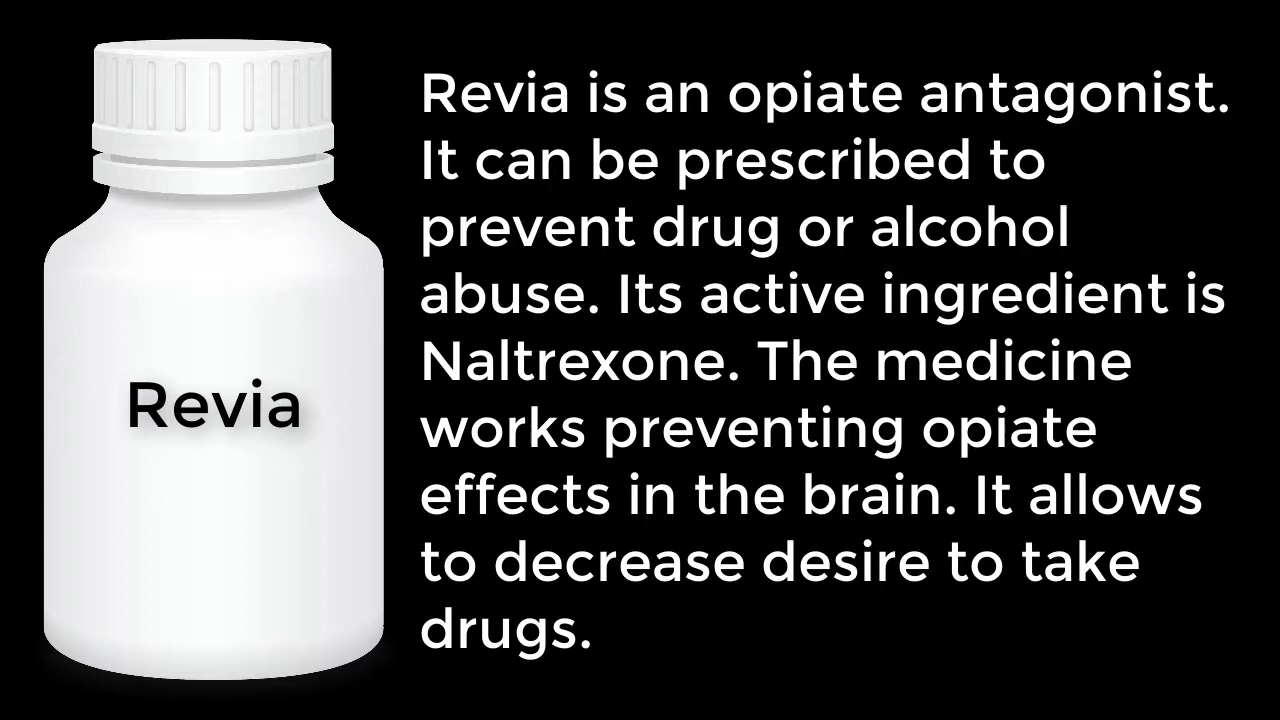 Revia
Revia is an opiate antagonist.
It can be prescribed to
prevent drug or alcohol
abuse. Its active ingredient is
Naltrexone. The medicine
works preventing opiate
effects in the brain. It allows
to decrease desire to take
drugs.